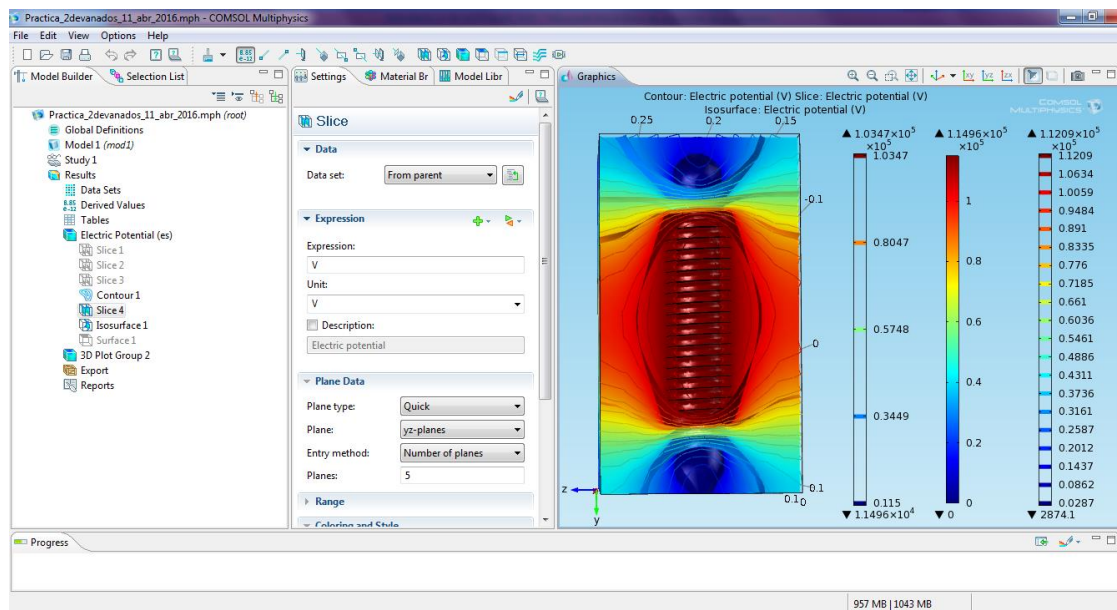 Practica_2devanados_11_abr_2016.mph - COMSOL Multiphysics
File Edit View Options Help
Model Builder Selection List
Practica_2devanados_11_abr_2016.mph (root)
Global Definitions
Model 1 (mod1)
Study 1
Results
Data Sets
8.85
e-12
Derived Values
Tables
Electric Potential (es)
Slice 1
Slice 2
Slice 3
Contour 1
Slice 4
Isosurface 1
Surface 1
3D Plot Group 2
Export
Reports
Settings Material Br Model Libr
Slice
Data
Data set: From parent
Expression
Expression:
V
Unit:
V
Description:
Electric potential
Plane Data
Plane type: Quick
Plane: yz-planes
Entry method: Number of planes
Planes: 5
Range
Coloring and Style
Graphics
xy yz zx
Contour: Electric potential (V) Slice: Electric potential (V)
Isosurface: Electric potential (V)
COMSOL
MULTIPHYSICS
0.25 0.2 0.15
-0.1
0
0.1
0.1 0
z
y
▲ 1.0347×10⁵
×10⁵
1.0347
0.8047
0.5748
0.3449
0.115
▼ 1.1496×10⁴
▲ 1.1496×10⁵
×10⁵
1
0.8
0.6
0.4
0.2
0
▼ 0
▲ 1.1209×10⁵
×10⁵
1.1209
1.0634
1.0059
0.9484
0.891
0.8335
0.776
0.7185
0.661
0.6036
0.5461
0.4886
0.4311
0.3736
0.3161
0.2587
0.2012
0.1437
0.0862
0.0287
▼ 2874.1
Progress
957 MB | 1043 MB